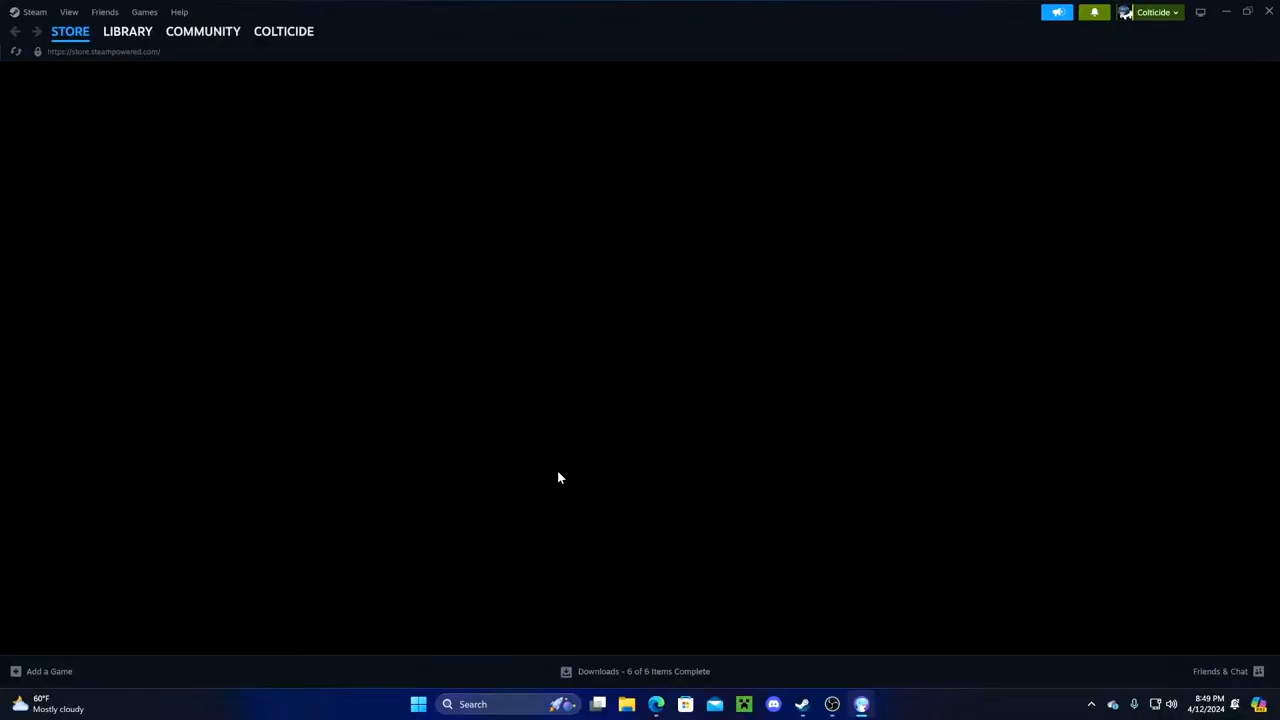 Steam View Friends Games Help
Colticide
STORE LIBRARY COMMUNITY COLTICIDE
https://store.steampowered.com/
Add a Game
Downloads - 6 of 6 Items Complete
Friends & Chat
60°F
Mostly cloudy
Search
8:49 PM
4/12/2024